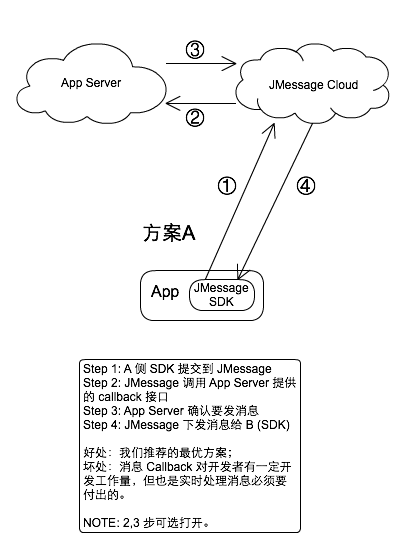 ③
App Server
JMessage Cloud
②
①
④
方案A
App
JMessage
SDK
Step 1: A 侧 SDK 提交到 JMessage
Step 2: JMessage 调用 App Server 提供
的 callback 接口
Step 3: App Server 确认要发消息
Step 4: JMessage 下发消息给 B (SDK)
好处：我们推荐的最优方案；
坏处：消息 Callback 对开发者有一定开
发工作量，但也是实时处理消息必须要
付出的。
NOTE: 2,3 步可选打开。